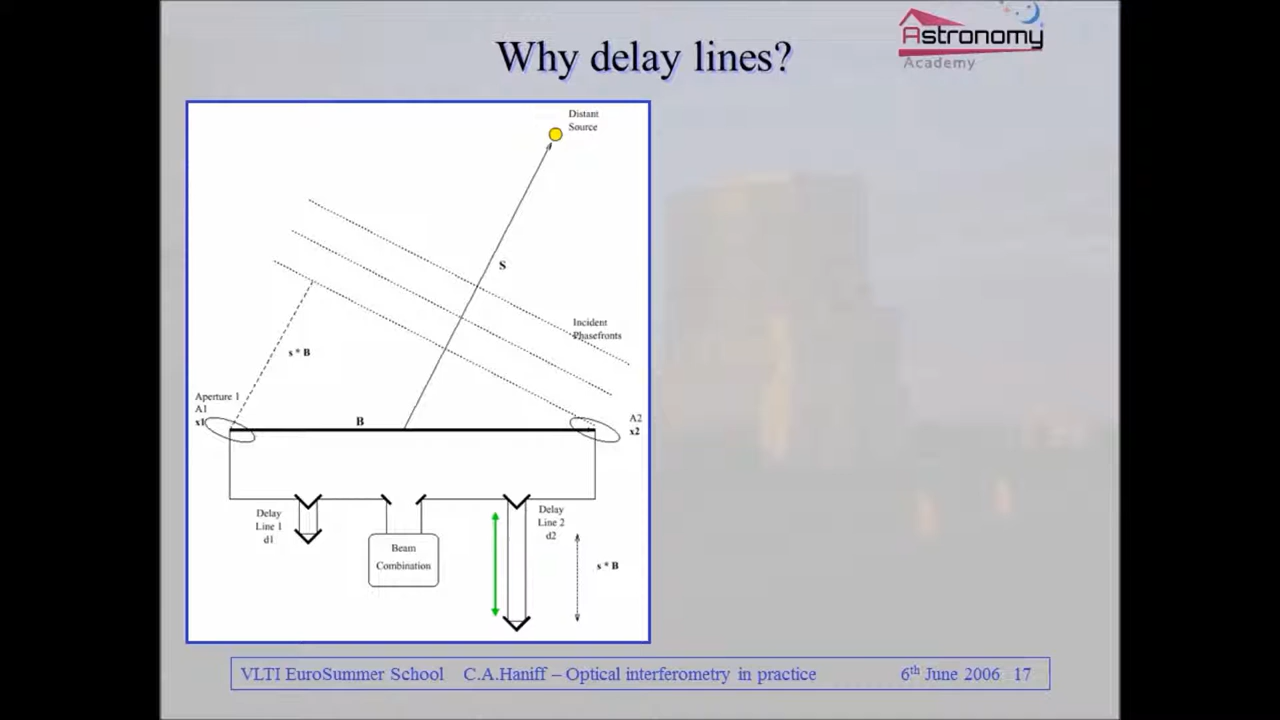 Why delay lines?
Astronomy
Academy
Distant
Source
S
Incident
Phasefronts
s * B
Aperture 1
A1
x1
B
A2
x2
Delay
Line 1
d1
Beam
Combination
Delay
Line 2
d2
s * B
VLTI EuroSummer School C.A.Haniff – Optical interferometry in practice 6th June 2006 17